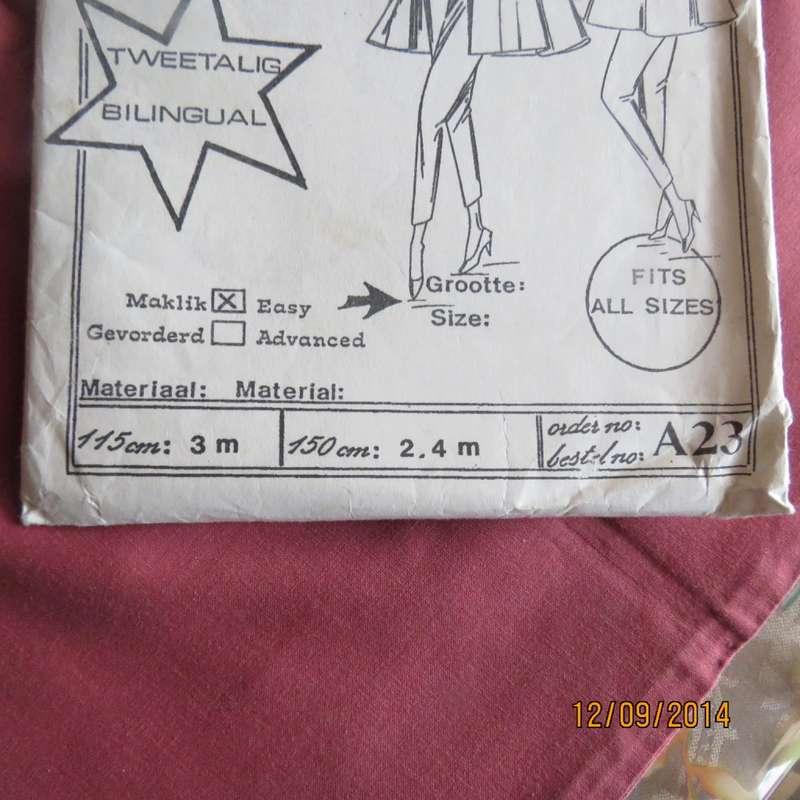 TWEETALIG
BILINGUAL
FITS
ALL SIZES
Maklik X Easy
Gevorderd Advanced
Grootte:
Size:
Materiaal: Material:
115cm: 3 m 150cm: 2.4 m
order no:
bestel no: A23
12/09/2014